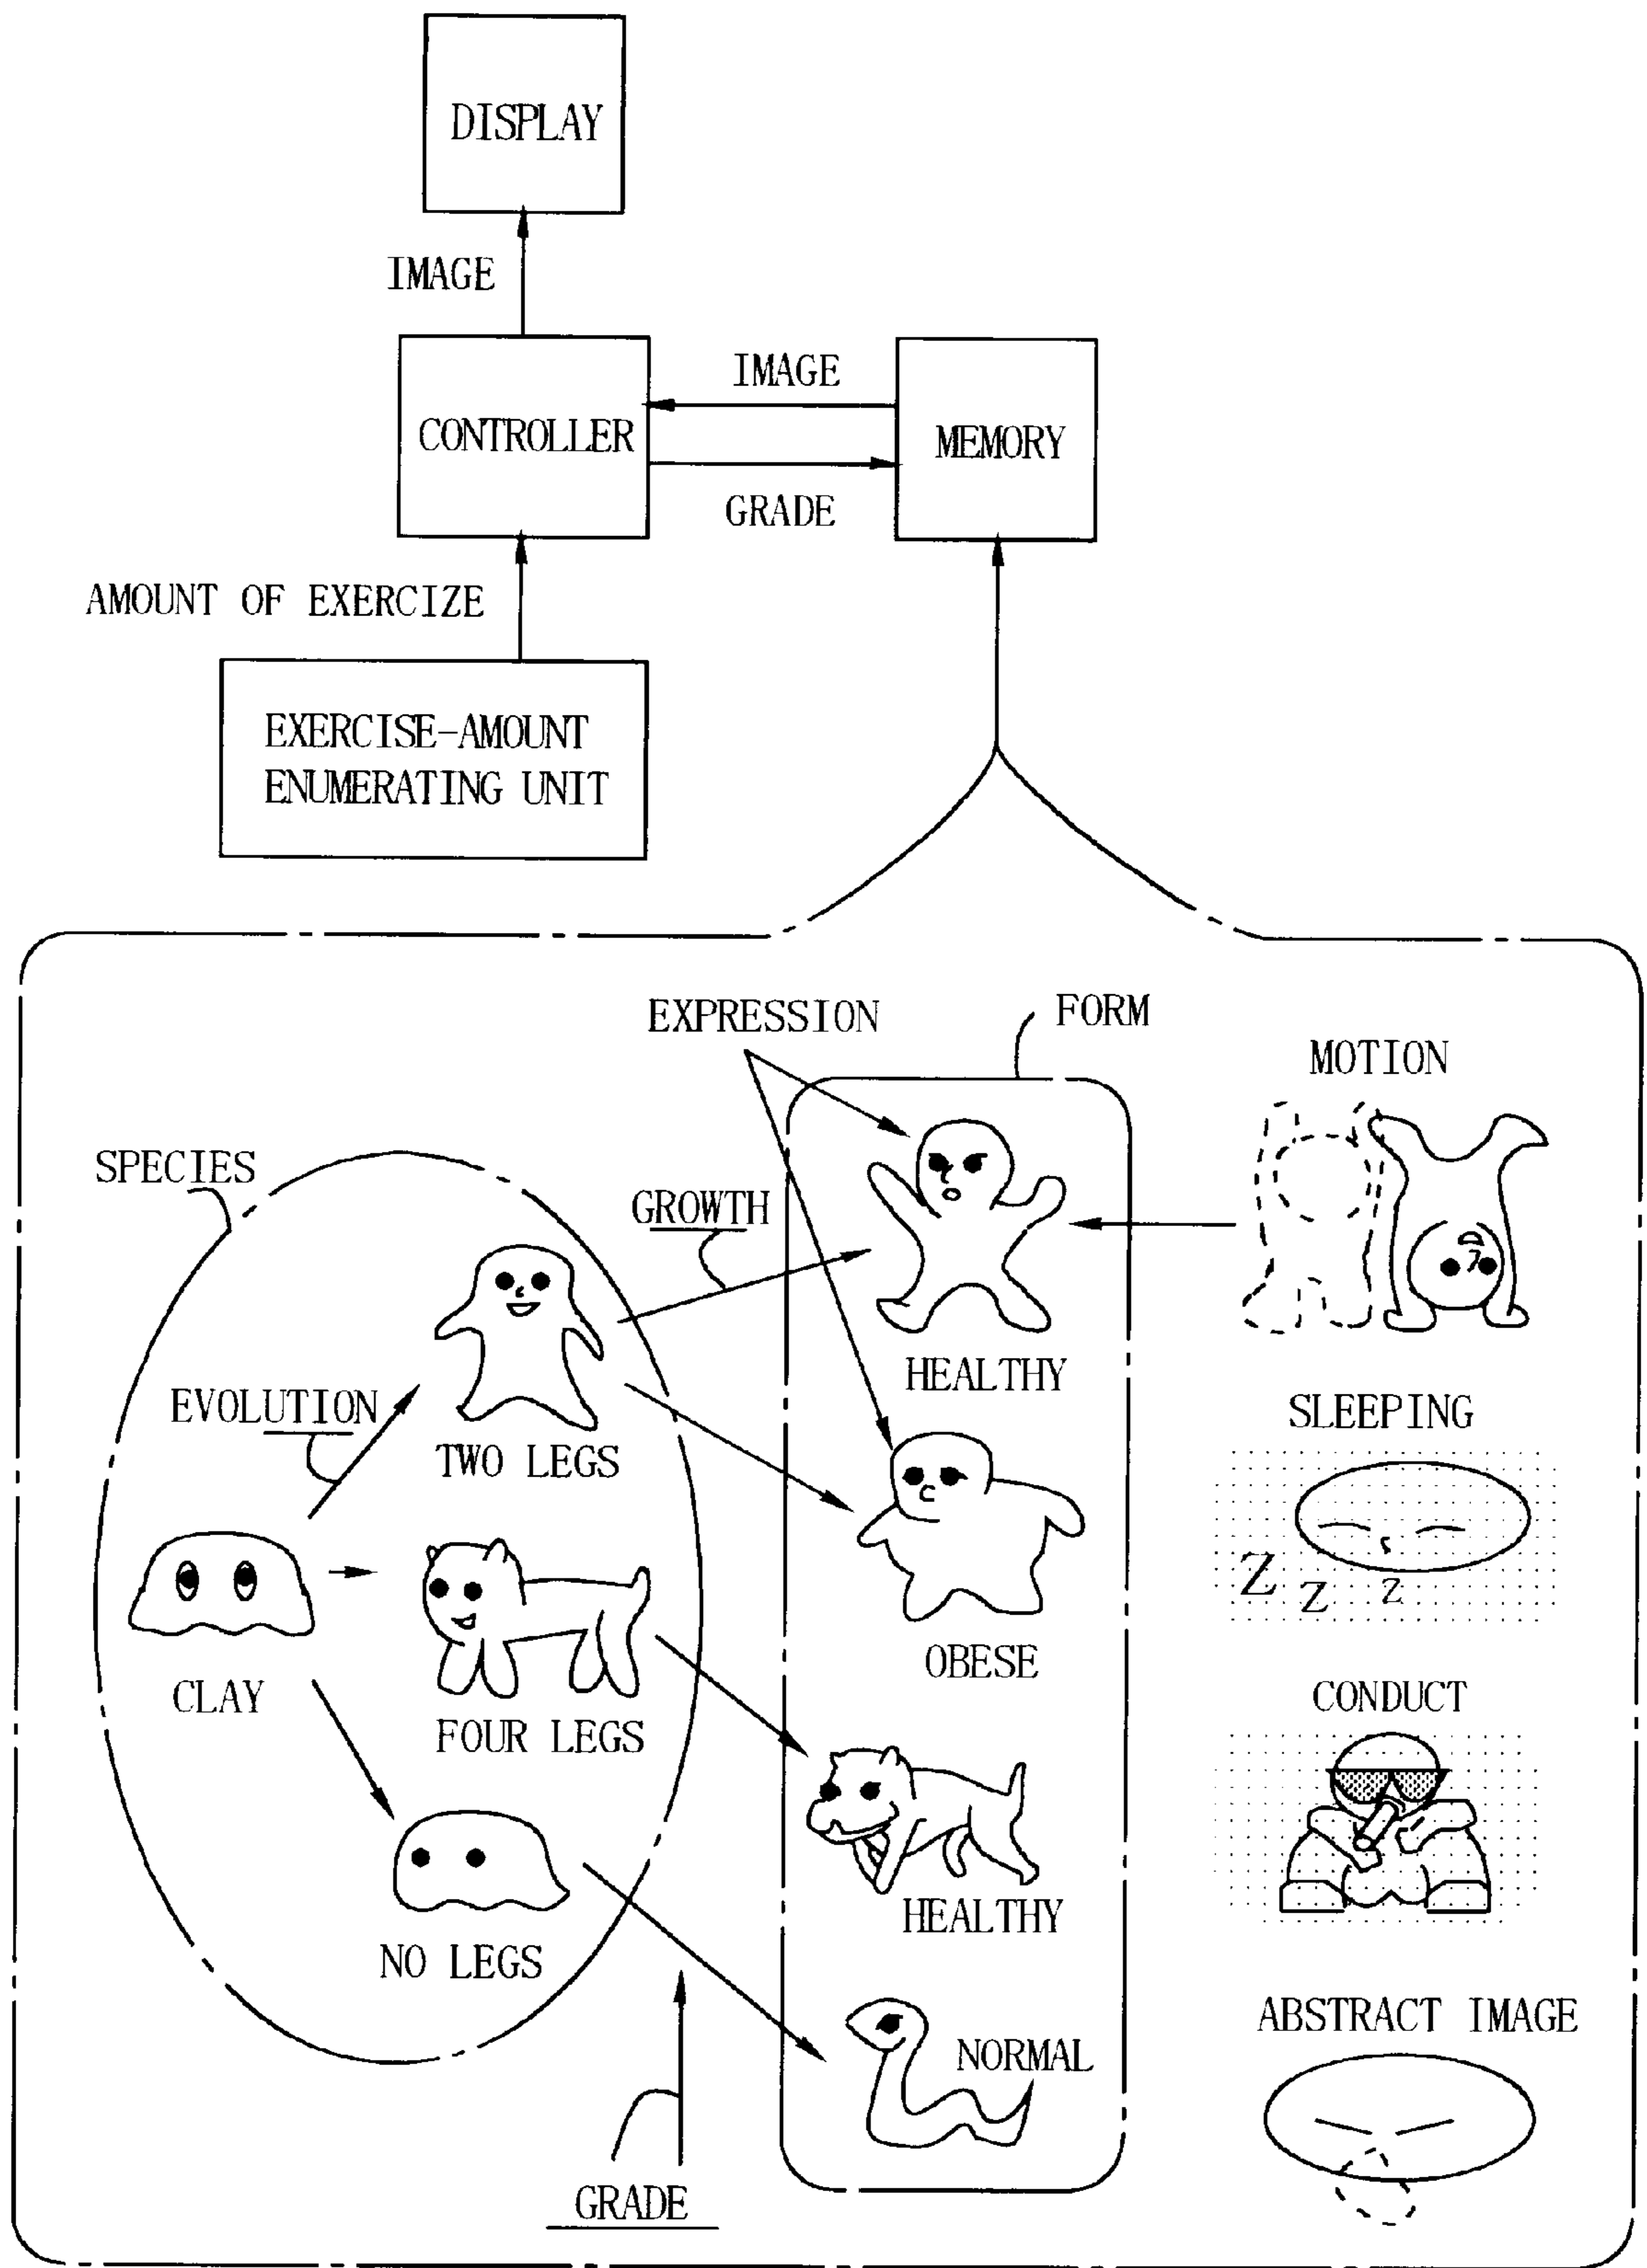 DISPLAY
IMAGE
CONTROLLER
IMAGE
GRADE
MEMORY
AMOUNT OF EXERCIZE
EXERCISE-AMOUNT
ENUMERATING UNIT
EXPRESSION
FORM
MOTION
SPECIES
GROWTH
HEALTHY
EVOLUTION
TWO LEGS
SLEEPING
Z Z Z
OBESE
CLAY
FOUR LEGS
CONDUCT
HEALTHY
NO LEGS
ABSTRACT IMAGE
NORMAL
GRADE